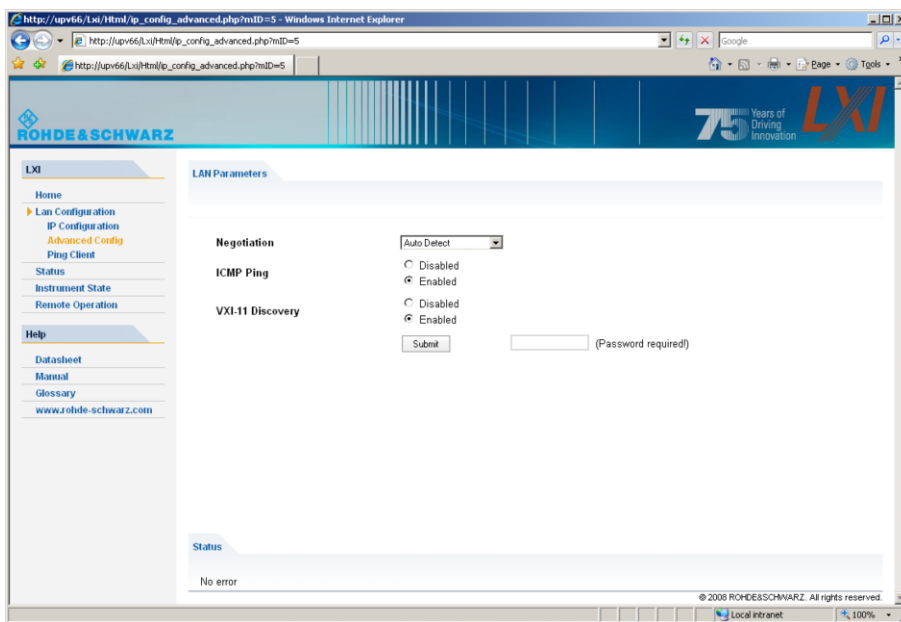 http://upv66/Lxi/Html/ip_config_advanced.php?mID=5 - Windows Internet Explorer
http://upv66/Lxi/Html/ip_config_advanced.php?mID=5
Google
http://upv66/Lxi/Html/ip_config_advanced.php?mID=5
Page
Tools
ROHDE&SCHWARZ
75 Years of
Driving
Innovation
LXI
LXI
Home
Lan Configuration
IP Configuration
Advanced Config
Ping Client
Status
Instrument State
Remote Operation
Help
Datasheet
Manual
Glossary
www.rohde-schwarz.com
LAN Parameters
Negotiation
Auto Detect
ICMP Ping
Disabled
Enabled
VXI-11 Discovery
Disabled
Enabled
Submit
(Password required!)
Status
No error
© 2008 ROHDE&SCHWARZ. All rights reserved.
Local intranet
100%